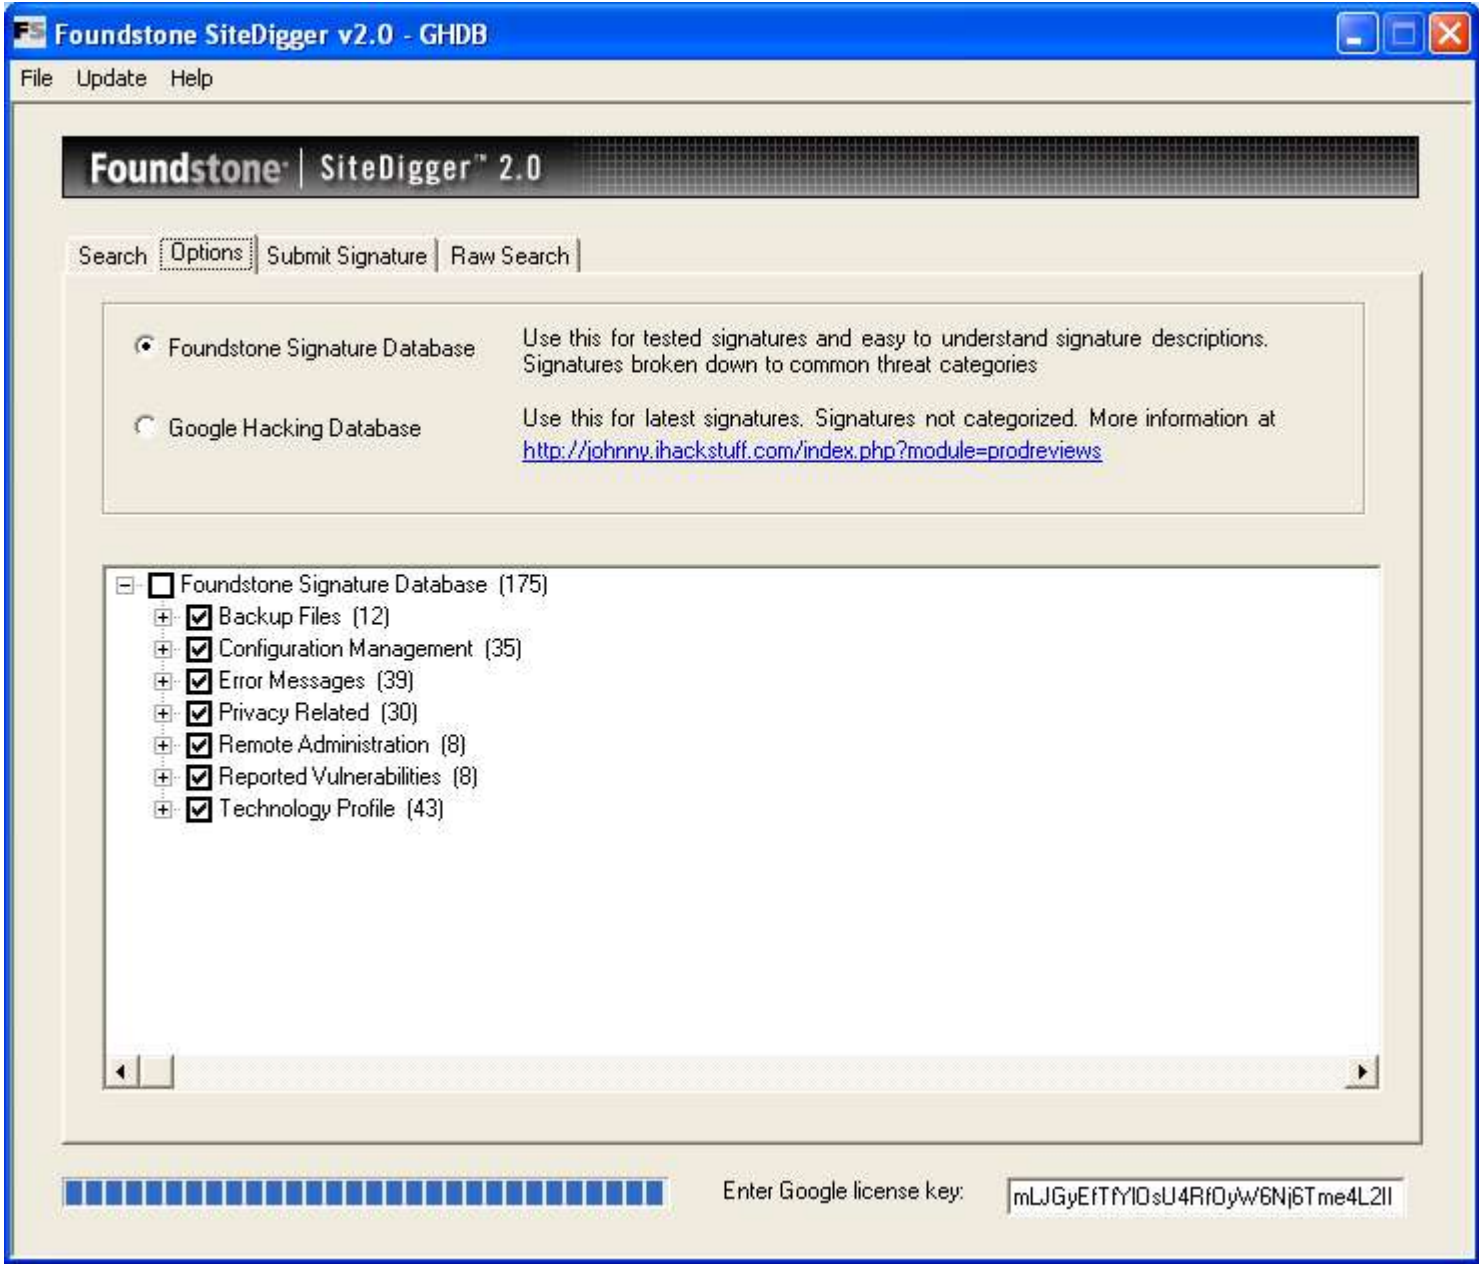 FS Foundstone SiteDigger v2.0 - GHDB
File Update Help
Foundstone | SiteDigger™ 2.0
Search Options Submit Signature Raw Search
Foundstone Signature Database
Use this for tested signatures and easy to understand signature descriptions.
Signatures broken down to common threat categories
Google Hacking Database
Use this for latest signatures. Signatures not categorized. More information at
http://johnny.ihackstuff.com/index.php?module=prodreviews
Foundstone Signature Database (175)
Backup Files (12)
Configuration Management (35)
Error Messages (39)
Privacy Related (30)
Remote Administration (8)
Reported Vulnerabilities (8)
Technology Profile (43)
Enter Google license key: